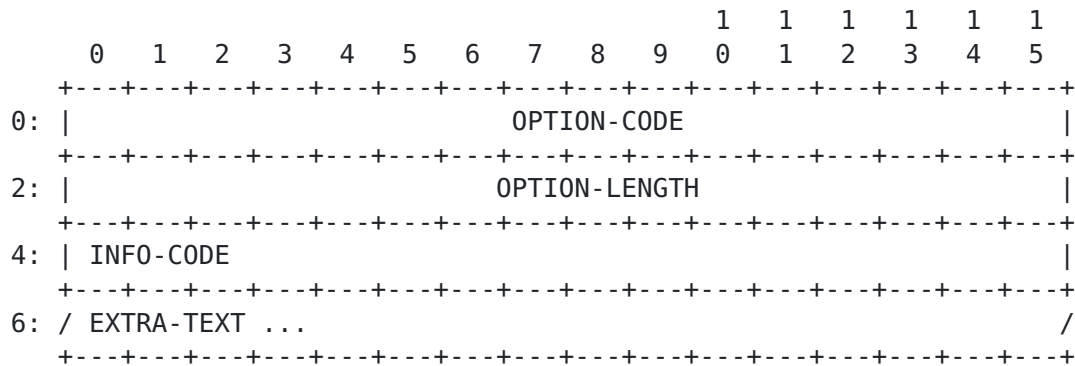 1   1   1   1   1   1
     0   1   2   3   4   5   6   7   8   9   0   1   2   3   4   5
   +---+---+---+---+---+---+---+---+---+---+---+---+---+---+---+---+
0: |                            OPTION-CODE                        |
   +---+---+---+---+---+---+---+---+---+---+---+---+---+---+---+---+
2: |                           OPTION-LENGTH                       |
   +---+---+---+---+---+---+---+---+---+---+---+---+---+---+---+---+
4: | INFO-CODE                                                     |
   +---+---+---+---+---+---+---+---+---+---+---+---+---+---+---+---+
6: / EXTRA-TEXT ...                                                /
   +---+---+---+---+---+---+---+---+---+---+---+---+---+---+---+---+